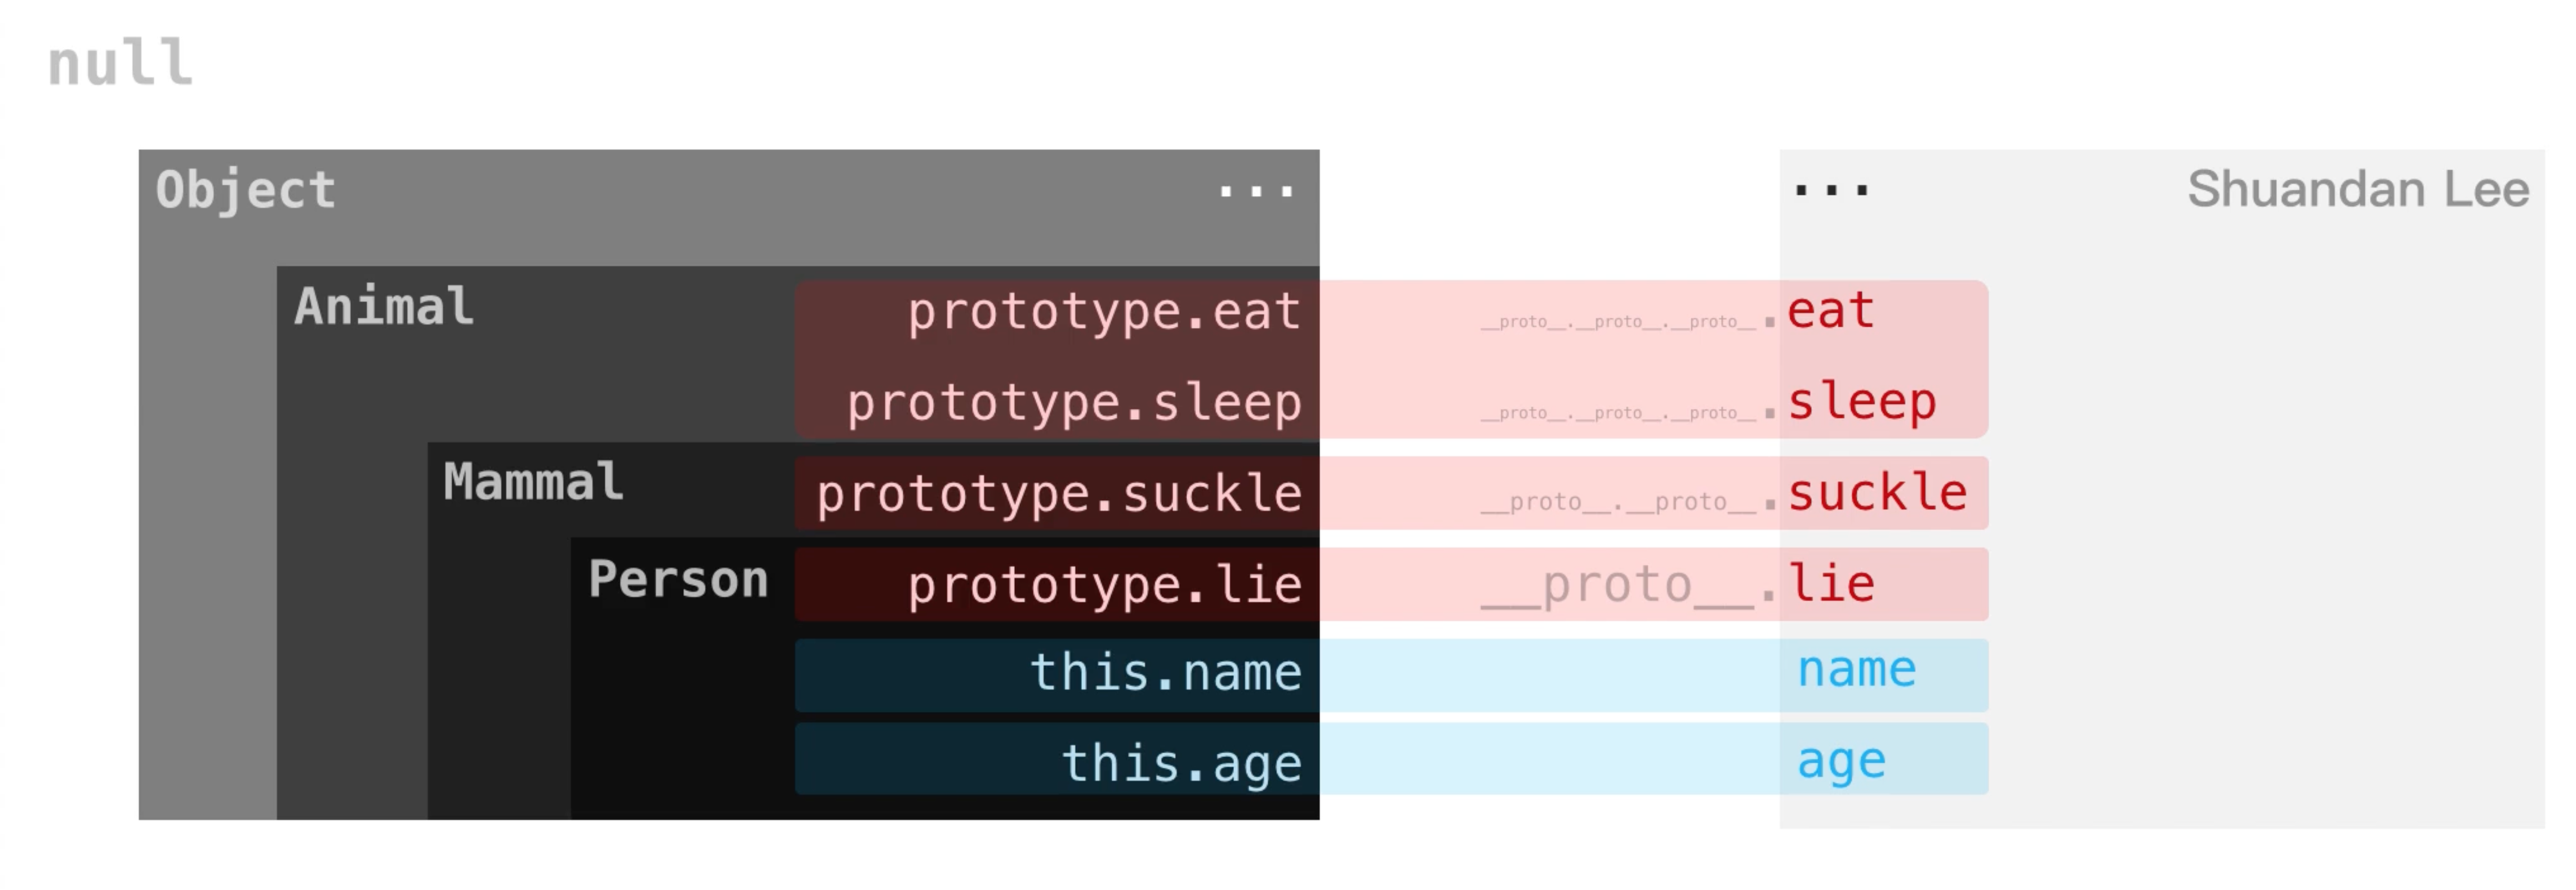 null
Object ... ... Shuandan Lee
Animal prototype.eat __proto__.__proto__.__proto__.eat
prototype.sleep __proto__.__proto__.__proto__.sleep
Mammal prototype.suckle __proto__.__proto__.suckle
Person prototype.lie __proto__.lie
this.name name
this.age age